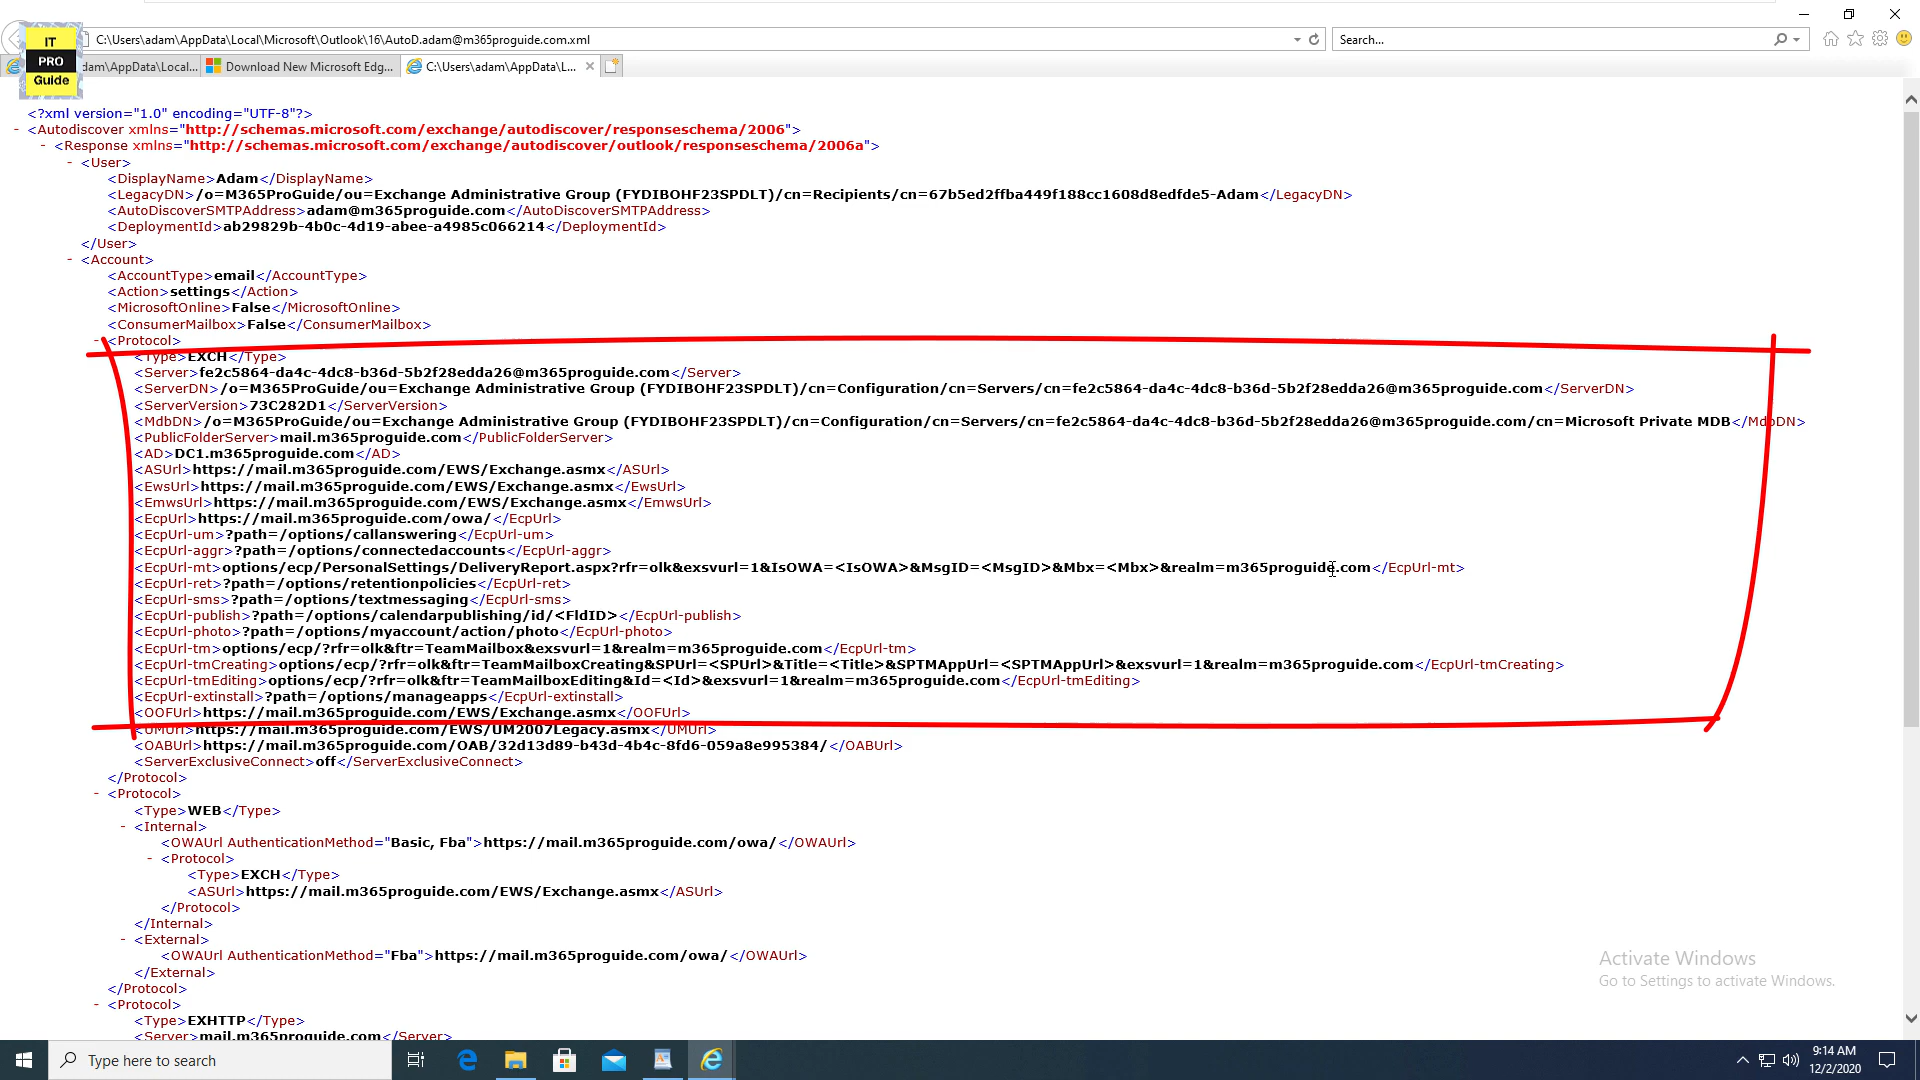 C:\Users\adam\AppData\Local\Microsoft\Outlook\16\AutoD.adam@m365proguide.com.xml
Search...
IT
PRO
Guide
dam\AppData\Local...
Download New Microsoft Edg...
C:\Users\adam\AppData\L...
<?xml version="1.0" encoding="UTF-8"?>
- <Autodiscover xmlns="http://schemas.microsoft.com/exchange/autodiscover/responseschema/2006">
- <Response xmlns="http://schemas.microsoft.com/exchange/autodiscover/outlook/responseschema/2006a">
- <User>
<DisplayName>Adam</DisplayName>
<LegacyDN>/o=M365ProGuide/ou=Exchange Administrative Group (FYDIBOHF23SPDLT)/cn=Recipients/cn=67b5ed2ffba449f188cc1608d8edfde5-Adam</LegacyDN>
<AutoDiscoverSMTPAddress>adam@m365proguide.com</AutoDiscoverSMTPAddress>
<DeploymentId>ab29829b-4b0c-4d19-abee-a4985c066214</DeploymentId>
</User>
- <Account>
<AccountType>email</AccountType>
<Action>settings</Action>
<MicrosoftOnline>False</MicrosoftOnline>
<ConsumerMailbox>False</ConsumerMailbox>
- <Protocol>
<Type>EXCH</Type>
<Server>fe2c5864-da4c-4dc8-b36d-5b2f28edda26@m365proguide.com</Server>
<ServerDN>/o=M365ProGuide/ou=Exchange Administrative Group (FYDIBOHF23SPDLT)/cn=Configuration/cn=Servers/cn=fe2c5864-da4c-4dc8-b36d-5b2f28edda26@m365proguide.com</ServerDN>
<ServerVersion>73C282D1</ServerVersion>
<MdbDN>/o=M365ProGuide/ou=Exchange Administrative Group (FYDIBOHF23SPDLT)/cn=Configuration/cn=Servers/cn=fe2c5864-da4c-4dc8-b36d-5b2f28edda26@m365proguide.com/cn=Microsoft Private MDB</MdbDN>
<PublicFolderServer>mail.m365proguide.com</PublicFolderServer>
<AD>DC1.m365proguide.com</AD>
<ASUrl>https://mail.m365proguide.com/EWS/Exchange.asmx</ASUrl>
<EwsUrl>https://mail.m365proguide.com/EWS/Exchange.asmx</EwsUrl>
<EmwsUrl>https://mail.m365proguide.com/EWS/Exchange.asmx</EmwsUrl>
<EcpUrl>https://mail.m365proguide.com/owa/</EcpUrl>
<EcpUrl-um>?path=/options/callanswering</EcpUrl-um>
<EcpUrl-aggr>?path=/options/connectedaccounts</EcpUrl-aggr>
<EcpUrl-mt>options/ecp/PersonalSettings/DeliveryReport.aspx?rfr=olk&exsvurl=1&IsOWA=<IsOWA>&MsgID=<MsgID>&Mbx=<Mbx>&realm=m365proguide.com</EcpUrl-mt>
<EcpUrl-ret>?path=/options/retentionpolicies</EcpUrl-ret>
<EcpUrl-sms>?path=/options/textmessaging</EcpUrl-sms>
<EcpUrl-publish>?path=/options/calendarpublishing/id/<FldID></EcpUrl-publish>
<EcpUrl-photo>?path=/options/myaccount/action/photo</EcpUrl-photo>
<EcpUrl-tm>options/ecp/?rfr=olk&ftr=TeamMailbox&exsvurl=1&realm=m365proguide.com</EcpUrl-tm>
<EcpUrl-tmCreating>options/ecp/?rfr=olk&ftr=TeamMailboxCreating&SPUrl=<SPUrl>&Title=<Title>&SPTMAppUrl=<SPTMAppUrl>&exsvurl=1&realm=m365proguide.com</EcpUrl-tmCreating>
<EcpUrl-tmEditing>options/ecp/?rfr=olk&ftr=TeamMailboxEditing&Id=<Id>&exsvurl=1&realm=m365proguide.com</EcpUrl-tmEditing>
<EcpUrl-extinstall>?path=/options/manageapps</EcpUrl-extinstall>
<OOFUrl>https://mail.m365proguide.com/EWS/Exchange.asmx</OOFUrl>
<UMUrl>https://mail.m365proguide.com/EWS/UM2007Legacy.asmx</UMUrl>
<OABUrl>https://mail.m365proguide.com/OAB/32d13d89-b43d-4b4c-8fd6-059a8e995384/</OABUrl>
<ServerExclusiveConnect>off</ServerExclusiveConnect>
</Protocol>
- <Protocol>
<Type>WEB</Type>
- <Internal>
<OWAUrl AuthenticationMethod="Basic, Fba">https://mail.m365proguide.com/owa/</OWAUrl>
- <Protocol>
<Type>EXCH</Type>
<ASUrl>https://mail.m365proguide.com/EWS/Exchange.asmx</ASUrl>
</Protocol>
</Internal>
- <External>
<OWAUrl AuthenticationMethod="Fba">https://mail.m365proguide.com/owa/</OWAUrl>
</External>
</Protocol>
- <Protocol>
<Type>EXHTTP</Type>
<Server>mail.m365proguide.com</Server>
Activate Windows
Go to Settings to activate Windows.
Type here to search
9:14 AM
12/2/2020